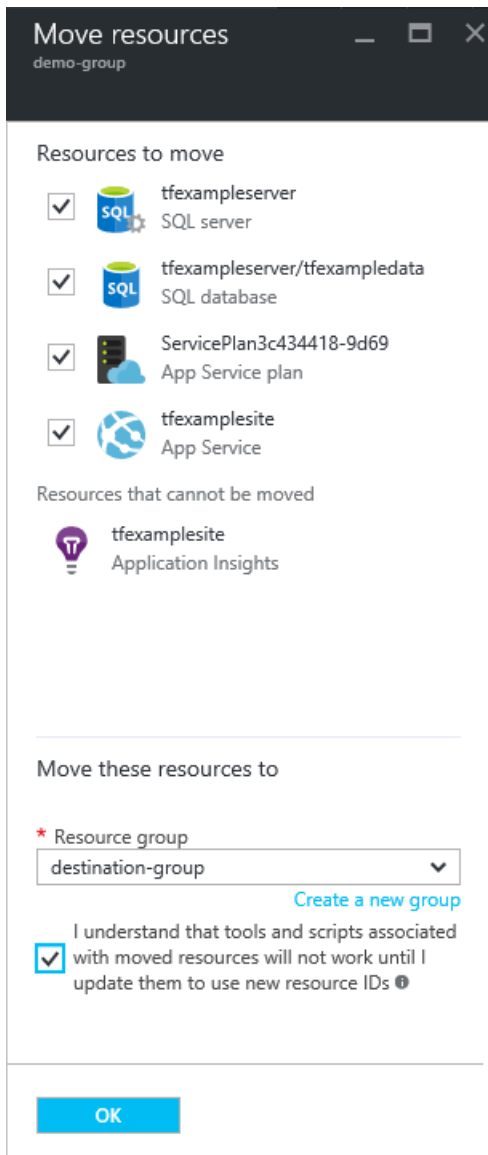 Move resources
demo-group
Resources to move
tfexampleserver
SQL server
tfexampleserver/tfexampledata
SQL database
ServicePlan3c434418-9d69
App Service plan
tfexamplesite
App Service
Resources that cannot be moved
tfexamplesite
Application Insights
Move these resources to
* Resource group
destination-group
Create a new group
I understand that tools and scripts associated
with moved resources will not work until I
update them to use new resource IDs
OK